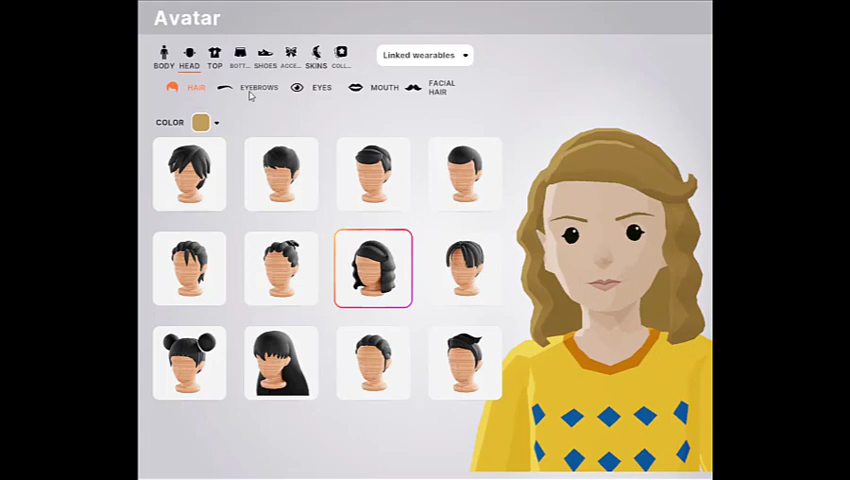 Avatar
BODY HEAD TOP BOTT... SHOES ACCE... SKINS COLL...
Linked wearables
HAIR EYEBROWS EYES MOUTH FACIAL
HAIR
COLOR